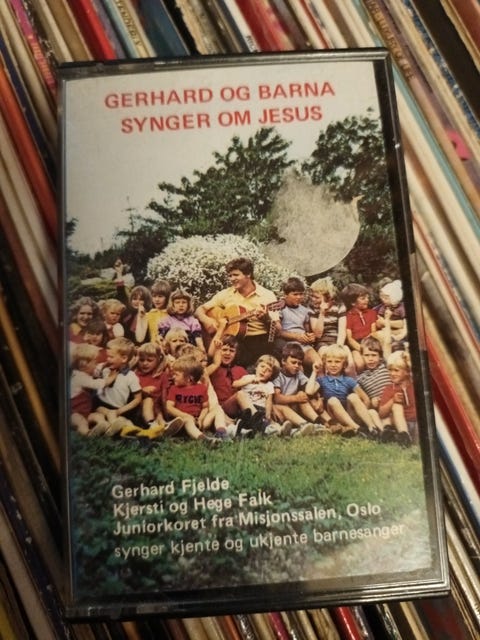 GERHARD OG BARNA
SYNGER OM JESUS
Gerhard Fjelde
Kjersti og Hege Falk
Juniorkoret fra Misjonssalen, Oslo
synger kjente og ukjente barnesanger